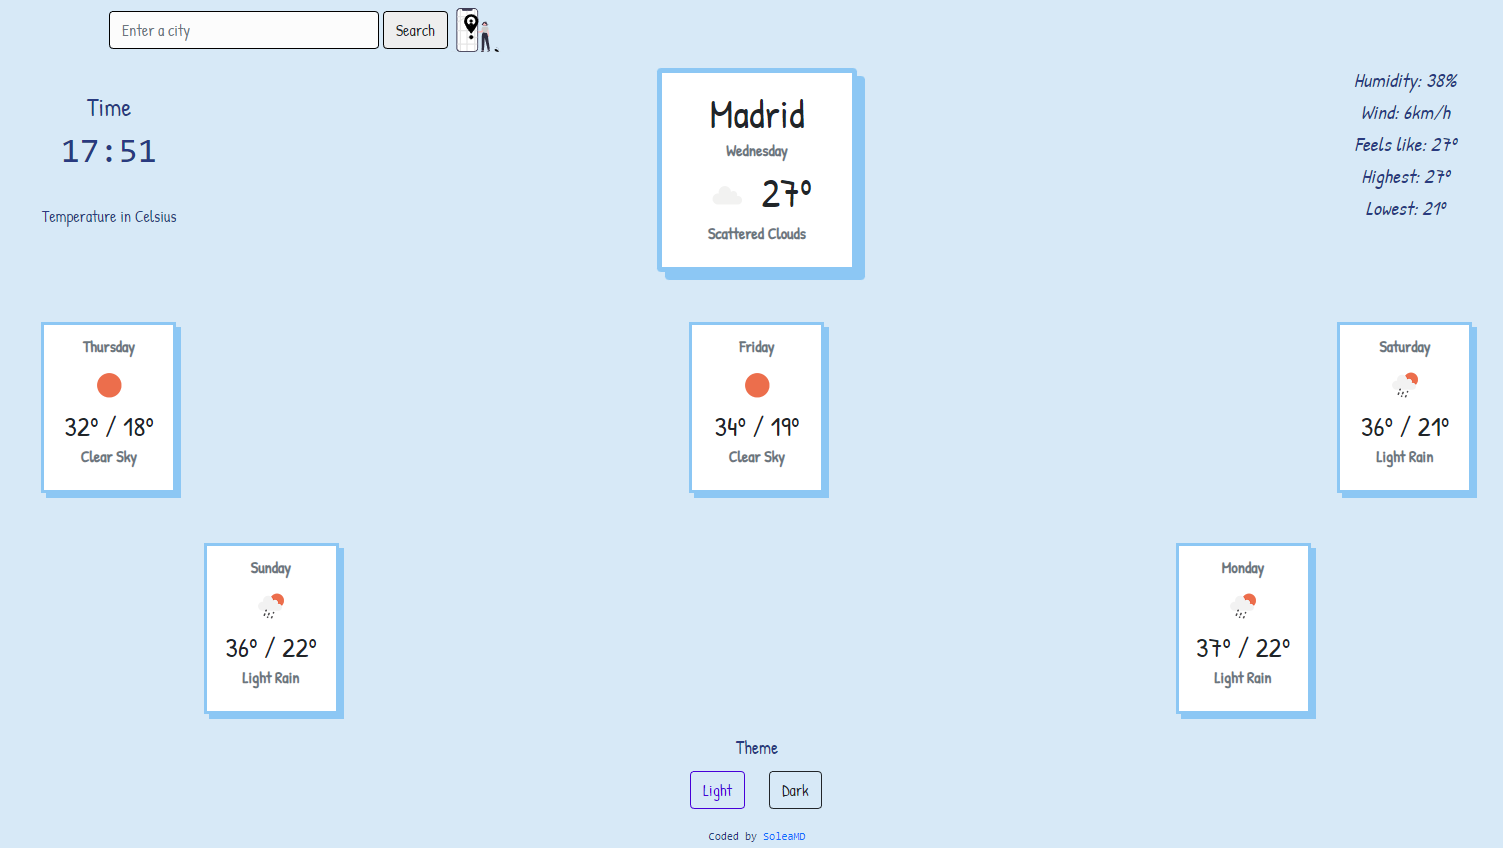 Enter a city
Search
Time
17:51
Temperature in Celsius
Madrid
Wednesday
27º
Scattered Clouds
Humidity: 38%
Wind: 6km/h
Feels like: 27º
Highest: 27º
Lowest: 21º
Thursday
32º / 18º
Clear Sky
Friday
34º / 19º
Clear Sky
Saturday
36º / 21º
Light Rain
Sunday
36º / 22º
Light Rain
Monday
37º / 22º
Light Rain
Theme
Light
Dark
Coded by SoleaMD